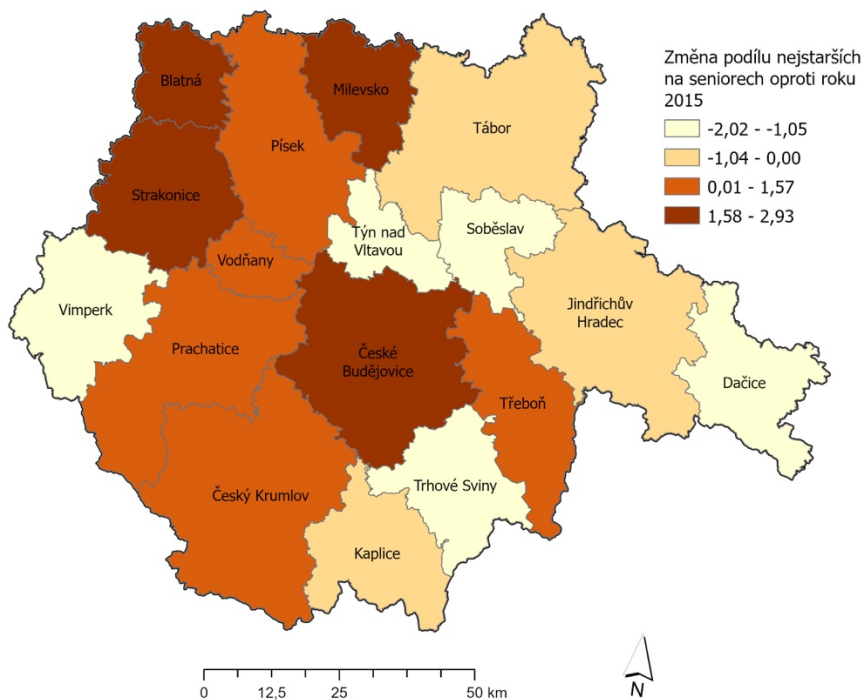 Změna podílu nejstarších
na seniorech oproti roku
2015
-2,02 - -1,05
-1,04 - 0,00
0,01 - 1,57
1,58 - 2,93
Blatná
Milevsko
Tábor
Písek
Strakonice
Týn nad
Vltavou
Soběslav
Vodňany
Vimperk
Jindřichův
Hradec
Prachatice
České
Budějovice
Dačice
Třeboň
Trhové Sviny
Český Krumlov
Kaplice
0 12,5 25 50 km
N